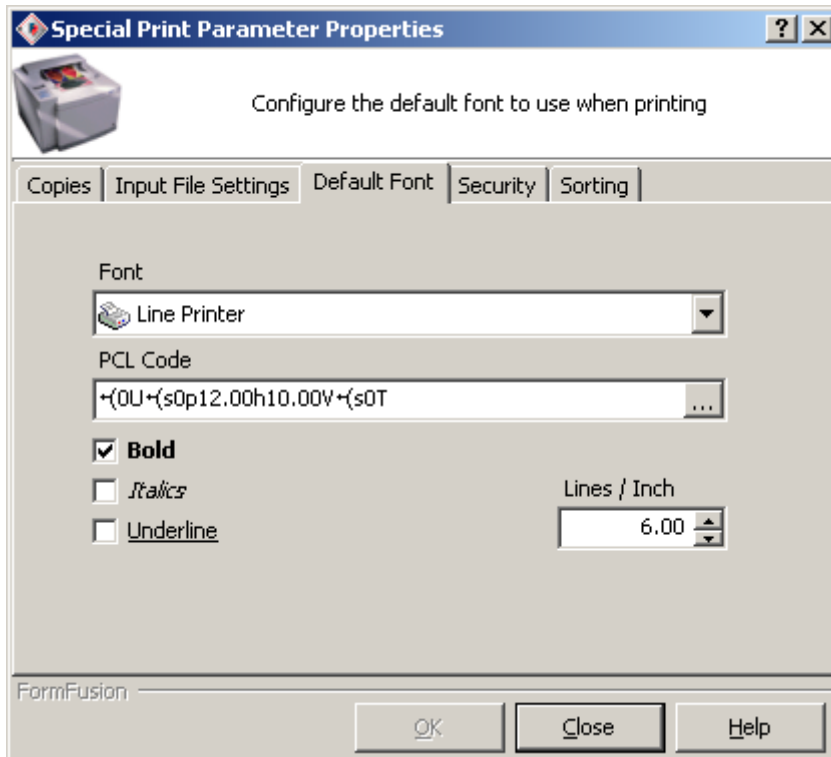 Special Print Parameter Properties
Configure the default font to use when printing
Copies Input File Settings Default Font Security Sorting
Font
Line Printer
PCL Code
←(0U←(s0p12.00h10.00V←(s0T ...
Bold
Italics Lines / Inch
Underline 6.00
FormFusion
OK Close Help